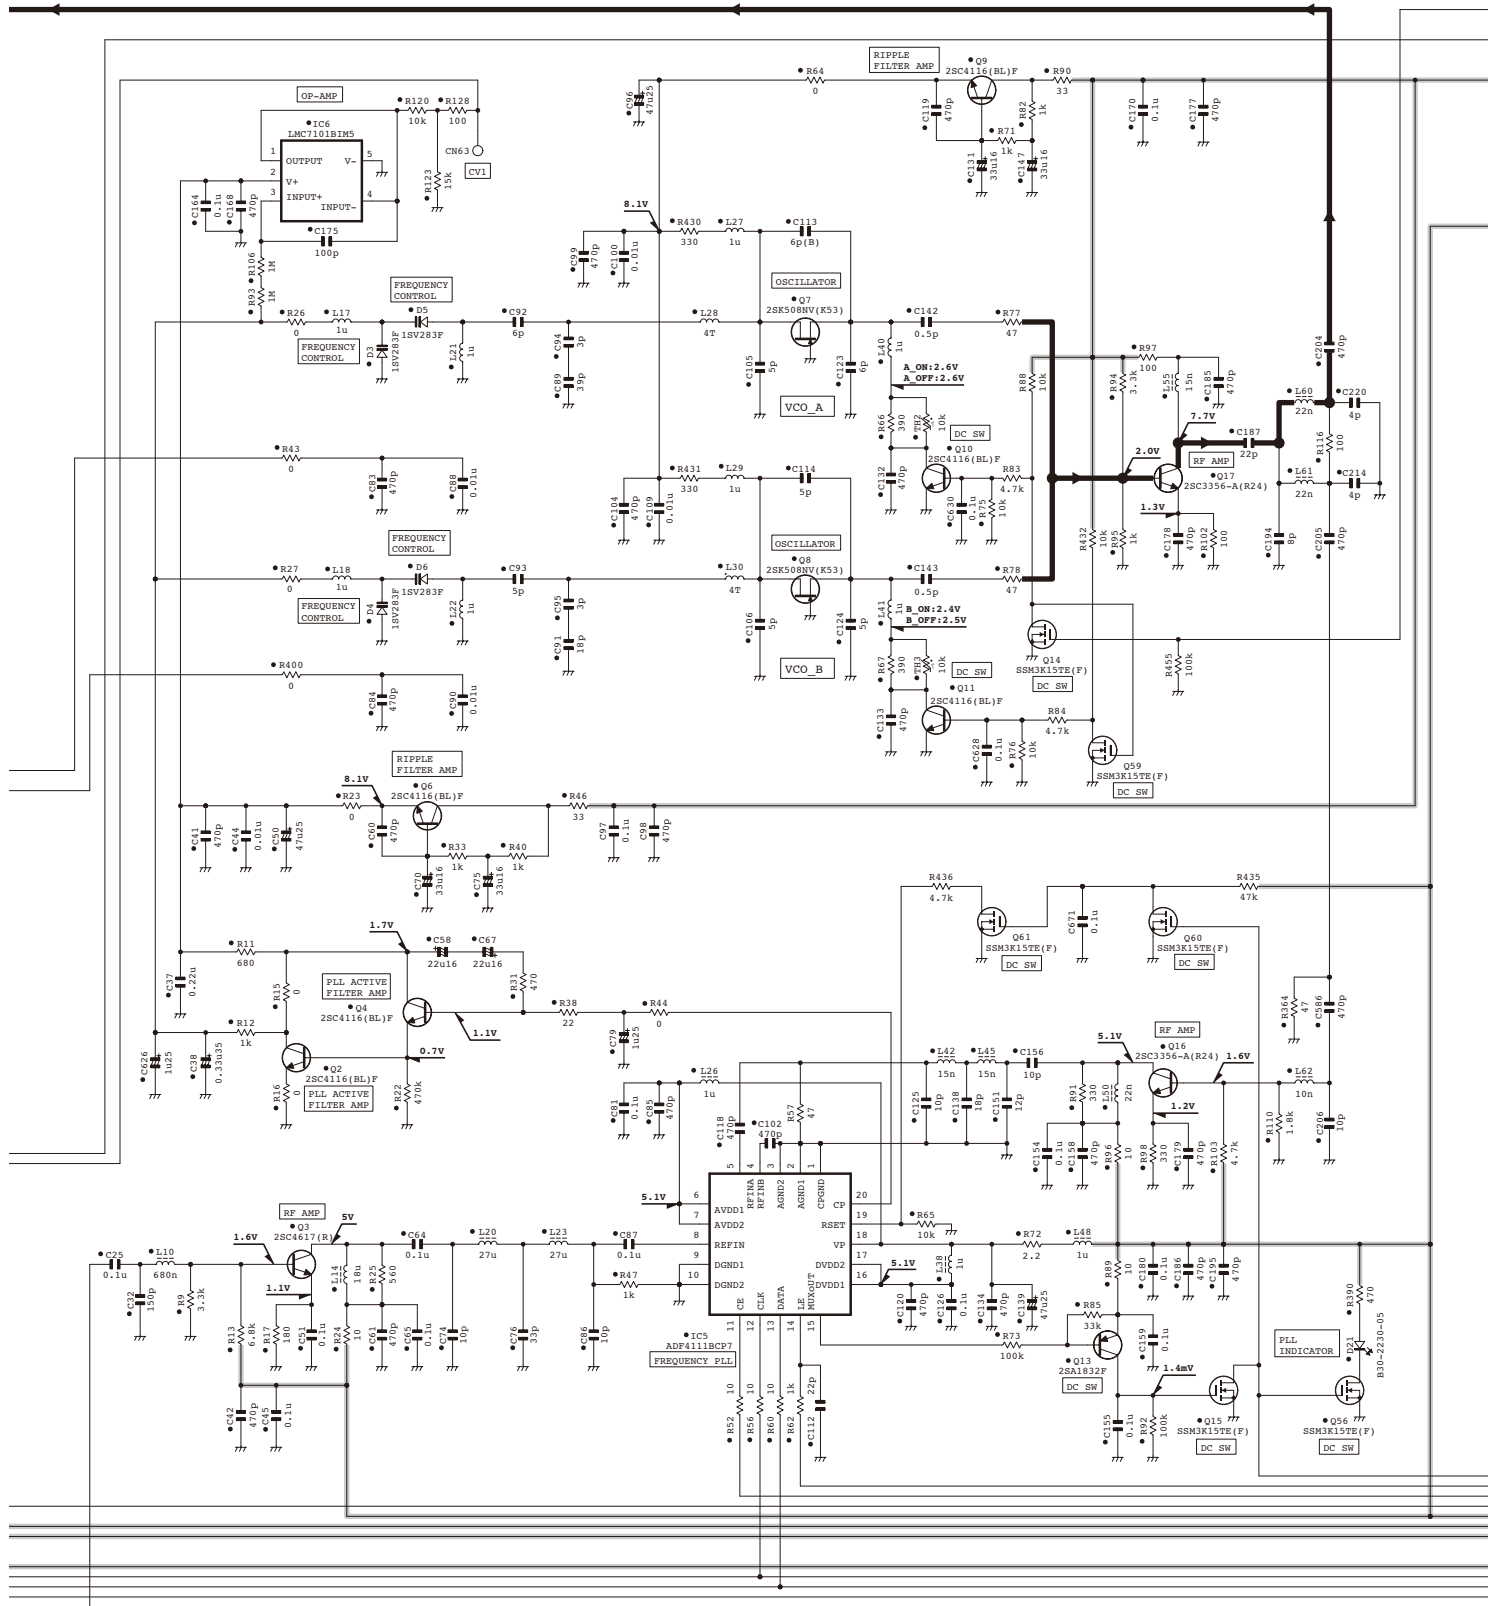 RIPPLE
FILTER AMP
Q9
2SC4116(BL)F
R64
0
R90
33
C96
47u25
C119
470p
R82
1k
C170
0.1u
C177
470p
R71
1k
C131
33u16
C147
33u16
OP-AMP
R120
10k
R128
100
IC6
LMC7101BIM5
1
OUTPUT
V-
5
2
V+
3
INPUT+
INPUT-
4
CN63
CV1
R123
15k
C164
0.1u
C168
470p
C175
100p
R106
1M
R93
1M
8.1V
R430
330
L27
1u
C113
6p(B)
C99
470p
C100
0.01u
FREQUENCY
CONTROL
D5
1SV283F
R26
0
L17
1u
FREQUENCY
CONTROL
D3
1SV283F
L21
1u
C92
6p
C94
3p
C89
39p
L28
4T
OSCILLATOR
Q7
2SK508NV(K53)
C142
0.5p
R77
47
L40
1u
C105
5p
C123
6p
VCO_A
A_ON:2.6V
A_OFF:2.6V
R66
390
TH2
10k
DC SW
Q10
2SC4116(BL)F
C132
470p
R83
4.7k
C630
0.1u
R75
10k
R88
10k
R94
3.3k
R97
100
L55
15n
C185
470p
7.7V
C187
22p
RF AMP
Q17
2SC3356-A(R24)
2.0V
1.3V
R432
10k
R95
1k
C178
470p
R102
100
C204
470p
L60
22n
C220
4p
R116
100
L61
22n
C214
4p
C194
8p
C205
470p
R43
0
C83
470p
C88
0.01u
R431
330
L29
1u
C114
5p
C104
470p
C109
0.01u
FREQUENCY
CONTROL
D6
1SV283F
R27
0
L18
1u
FREQUENCY
CONTROL
D4
1SV283F
L22
1u
C93
5p
C95
3p
C91
18p
L30
4T
OSCILLATOR
Q8
2SK508NV(K53)
C143
0.5p
R78
47
L41
1u
C106
5p
C124
5p
VCO_B
B_ON:2.4V
B_OFF:2.5V
R67
390
TH3
10k
DC SW
Q11
2SC4116(BL)F
C133
470p
C628
0.1u
R76
10k
R84
4.7k
Q14
SSM3K15TE(F)
DC SW
R455
100k
Q59
SSM3K15TE(F)
DC SW
R400
0
C84
470p
C90
0.01u
RIPPLE
FILTER AMP
Q6
2SC4116(BL)F
8.1V
R23
0
R46
33
C41
470p
C44
0.01u
C50
47u25
C60
470p
R33
1k
R40
1k
C70
33u16
C75
33u16
C97
0.1u
C98
470p
R436
4.7k
R435
47k
Q61
SSM3K15TE(F)
DC SW
C671
0.1u
Q60
SSM3K15TE(F)
DC SW
1.7V
C58
22u16
C67
22u16
R11
680
C37
0.22u
R15
0
PLL ACTIVE
FILTER AMP
Q4
2SC4116(BL)F
R31
470
R38
22
R44
0
1.1V
C79
1u25
R12
1k
0.7V
C626
1u25
C38
0.33u35
Q2
2SC4116(BL)F
PLL ACTIVE
FILTER AMP
R16
0
R22
470k
L26
1u
C81
0.1u
C85
470p
C118
470p
R57
47
C102
470p
C125
10p
L42
15n
L45
15n
C156
10p
C138
18p
C151
12p
5.1V
RF AMP
Q16
2SC3356-A(R24)
1.6V
R91
330
L50
22n
1.2V
C154
0.1u
C158
470p
R96
10
R98
330
C179
470p
R103
4.7k
R110
1.8k
L62
10n
C206
10p
R364
47
C586
470p
5
4
3
2
1
RFINA
RFINB
AGND2
AGND1
CPGND
5.1V
6
AVDD1
7
AVDD2
8
REFIN
9
DGND1
10
DGND2
20
CP
19
RSET
18
VP
17
DVDD2
16
DVDD1
CE
CLK
DATA
LE
MUXOUT
11
12
13
14
15
IC5
ADF4111BCP7
FREQUENCY PLL
R52
10
R56
10
R60
10
R62
1k
C112
22p
RF AMP
Q3
2SC4617(R)
5V
1.6V
1.1V
C25
0.1u
L10
680n
C32
150p
R9
3.3k
R13
6.8k
R17
180
C51
0.1u
L14
18u
R25
560
R24
10
C61
470p
C65
0.1u
C64
0.1u
C74
10p
L20
27u
C76
33p
L23
27u
C86
10p
C87
0.1u
R47
1k
C42
470p
C45
0.1u
R65
10k
L38
1u
5.1V
R72
2.2
L48
1u
C120
470p
C126
0.1u
C134
470p
C139
47u25
R89
10
C180
0.1u
C186
470p
C195
470p
R85
33k
R73
100k
Q13
2SA1832F
DC SW
C159
0.1u
1.4mV
C155
0.1u
R92
100k
Q15
SSM3K15TE(F)
DC SW
PLL
INDICATOR
R390
470
D21
B30-2230-05
Q56
SSM3K15TE(F)
DC SW